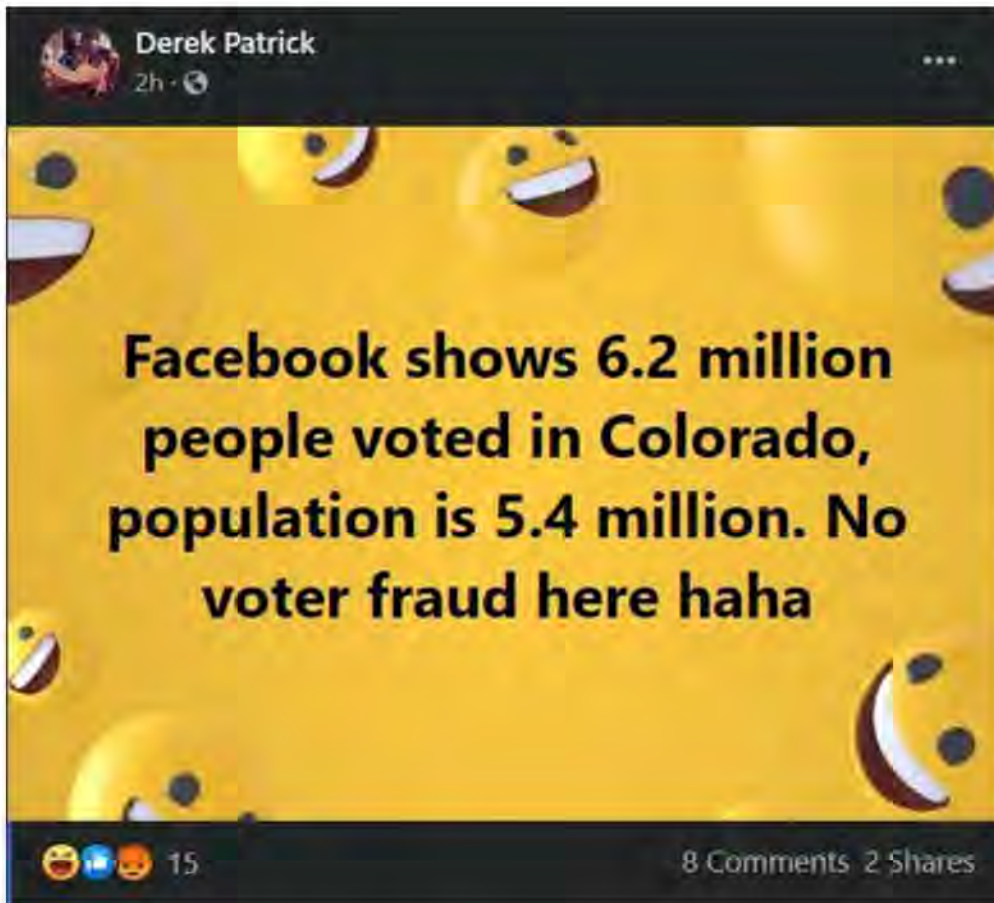 Derek Patrick
2h ·
···
Facebook shows 6.2 million
people voted in Colorado,
population is 5.4 million. No
voter fraud here haha
15
8 Comments 2 Shares